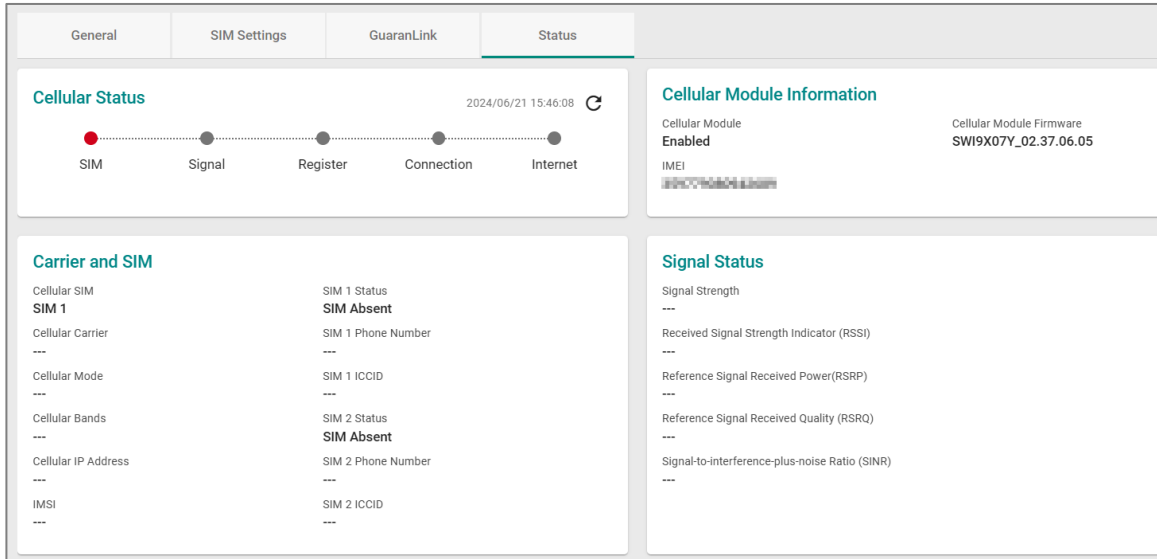 General SIM Settings GuaranLink Status
Cellular Status
2024/06/21 15:46:08
SIM Signal Register Connection Internet
Cellular Module Information
Cellular Module Cellular Module Firmware
Enabled SWI9X07Y_02.37.06.05
IMEI
Carrier and SIM
Cellular SIM SIM 1 Status
SIM 1 SIM Absent
Cellular Carrier SIM 1 Phone Number
--- ---
Cellular Mode SIM 1 ICCID
--- ---
Cellular Bands SIM 2 Status
--- SIM Absent
Cellular IP Address SIM 2 Phone Number
--- ---
IMSI SIM 2 ICCID
--- ---
Signal Status
Signal Strength
---
Received Signal Strength Indicator (RSSI)
---
Reference Signal Received Power(RSRP)
---
Reference Signal Received Quality (RSRQ)
---
Signal-to-interference-plus-noise Ratio (SINR)
---